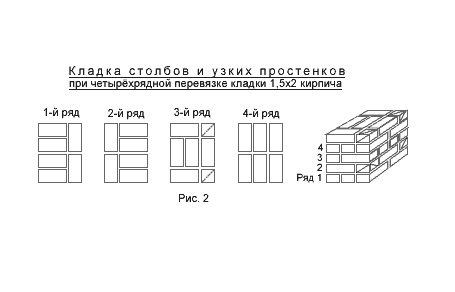 Кладка столбов и узких простенков
при четырёхрядной перевязке кладки 1,5х2 кирпича
1-й ряд 2-й ряд 3-й ряд 4-й ряд
4
3
2
Ряд 1
Рис. 2